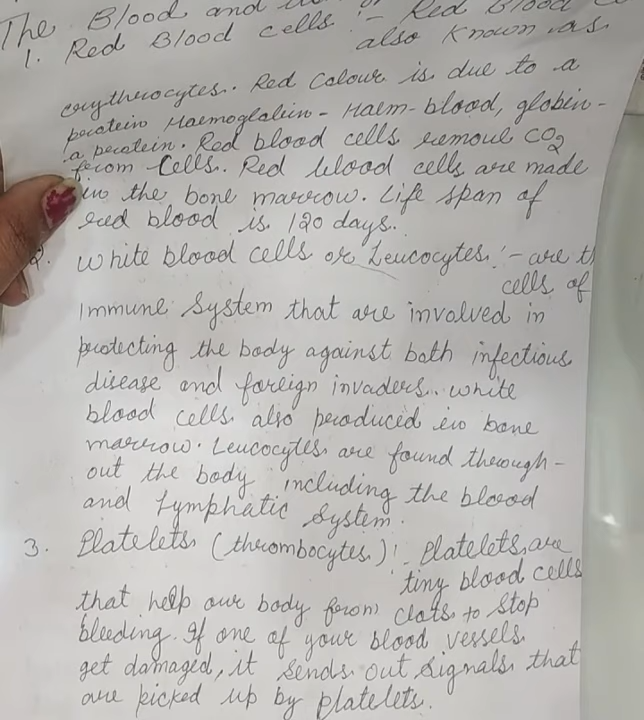 The Blood and
1. Red Blood cells :- Red Blood
also known as
erythrocytes. Red Colour is due to a
protein Haemoglobin - Haem-blood, globin-
a protein. Red blood cells remove CO2
from Cells. Red blood cells are made
in the bone marrow. Life span of
red blood is 120 days.
2. White blood cells or Leucocytes :- are
cells of
Immune System that are involved in
protecting the body against both infectious
disease and foreign invaders. White
blood cells also produced in bone
marrow. Leucocytes are found through-
out the body including the blood
and Lymphatic System.
3. Platelets (thrombocytes) :- Platelets are
tiny blood cells
that help our body form clots to stop
bleeding. If one of your blood vessels
get damaged, it sends out signals that
are picked up by platelets.